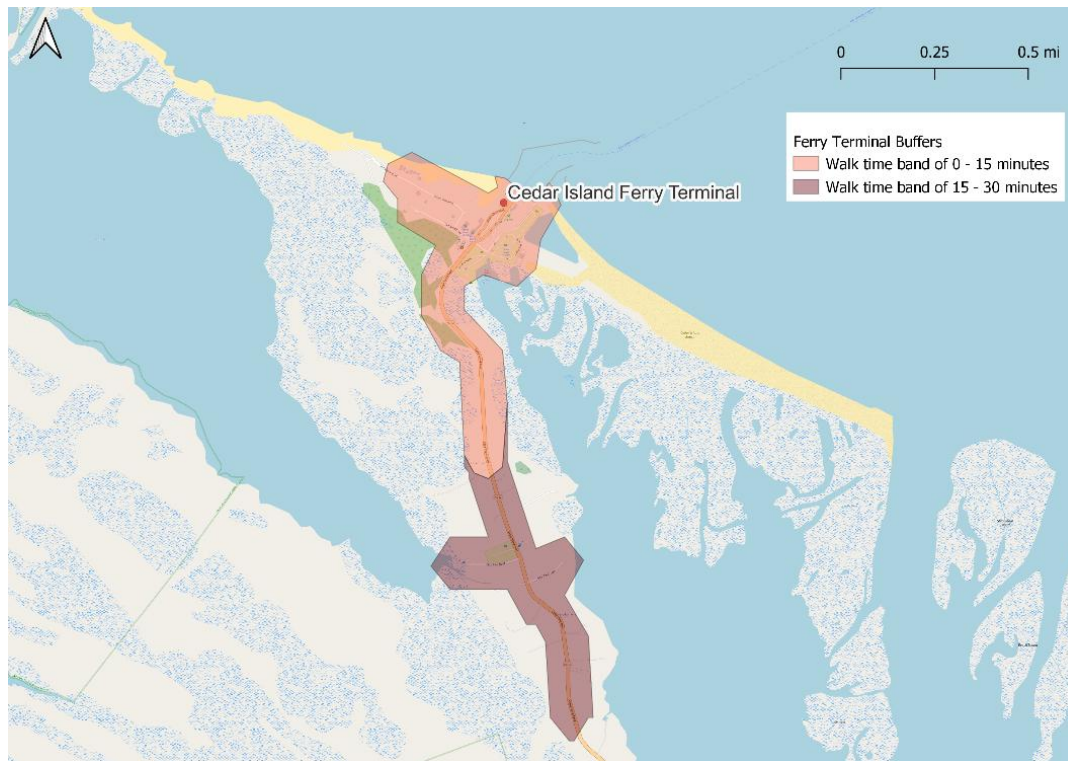 0 0.25 0.5 mi
Ferry Terminal Buffers
Walk time band of 0 - 15 minutes
Walk time band of 15 - 30 minutes
Cedar Island Ferry Terminal